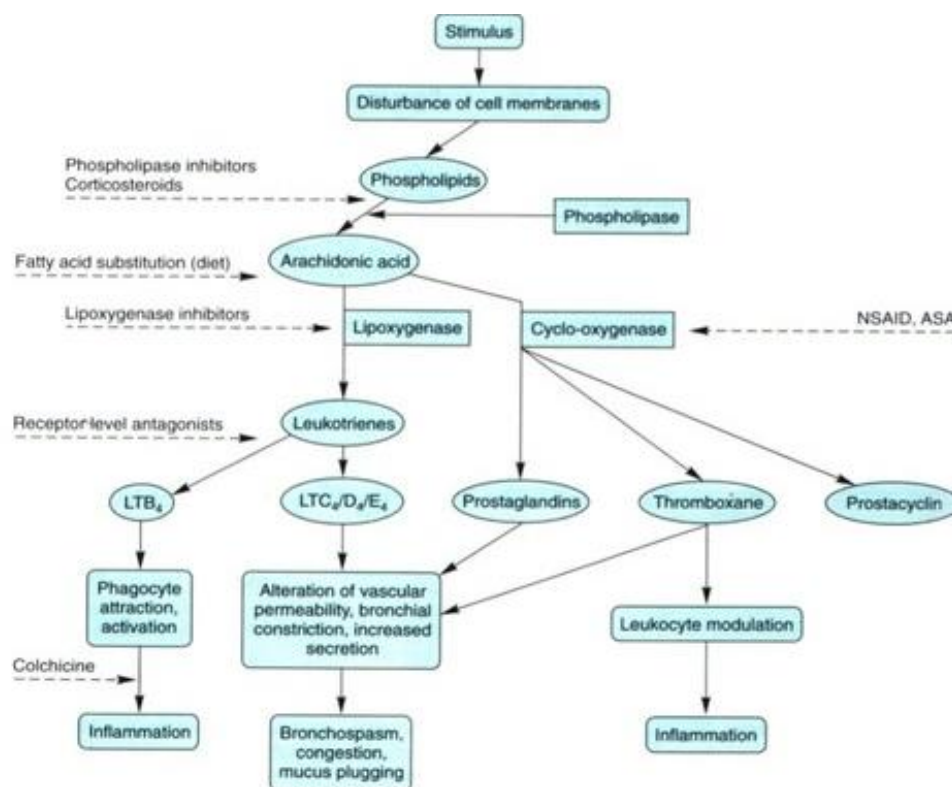 Stimulus
Disturbance of cell membranes
Phospholipase inhibitors
Corticosteroids
Phospholipids
Phospholipase
Fatty acid substitution (diet)
Arachidonic acid
Lipoxygenase inhibitors
Lipoxygenase
Cyclo-oxygenase
NSAID, ASA
Receptor-level antagonists
Leukotrienes
LTB₄
LTC₄/D₄/E₄
Prostaglandins
Thromboxane
Prostacyclin
Phagocyte
attraction,
activation
Alteration of vascular
permeability, bronchial
constriction, increased
secretion
Leukocyte modulation
Colchicine
Inflammation
Bronchospasm,
congestion,
mucus plugging
Inflammation